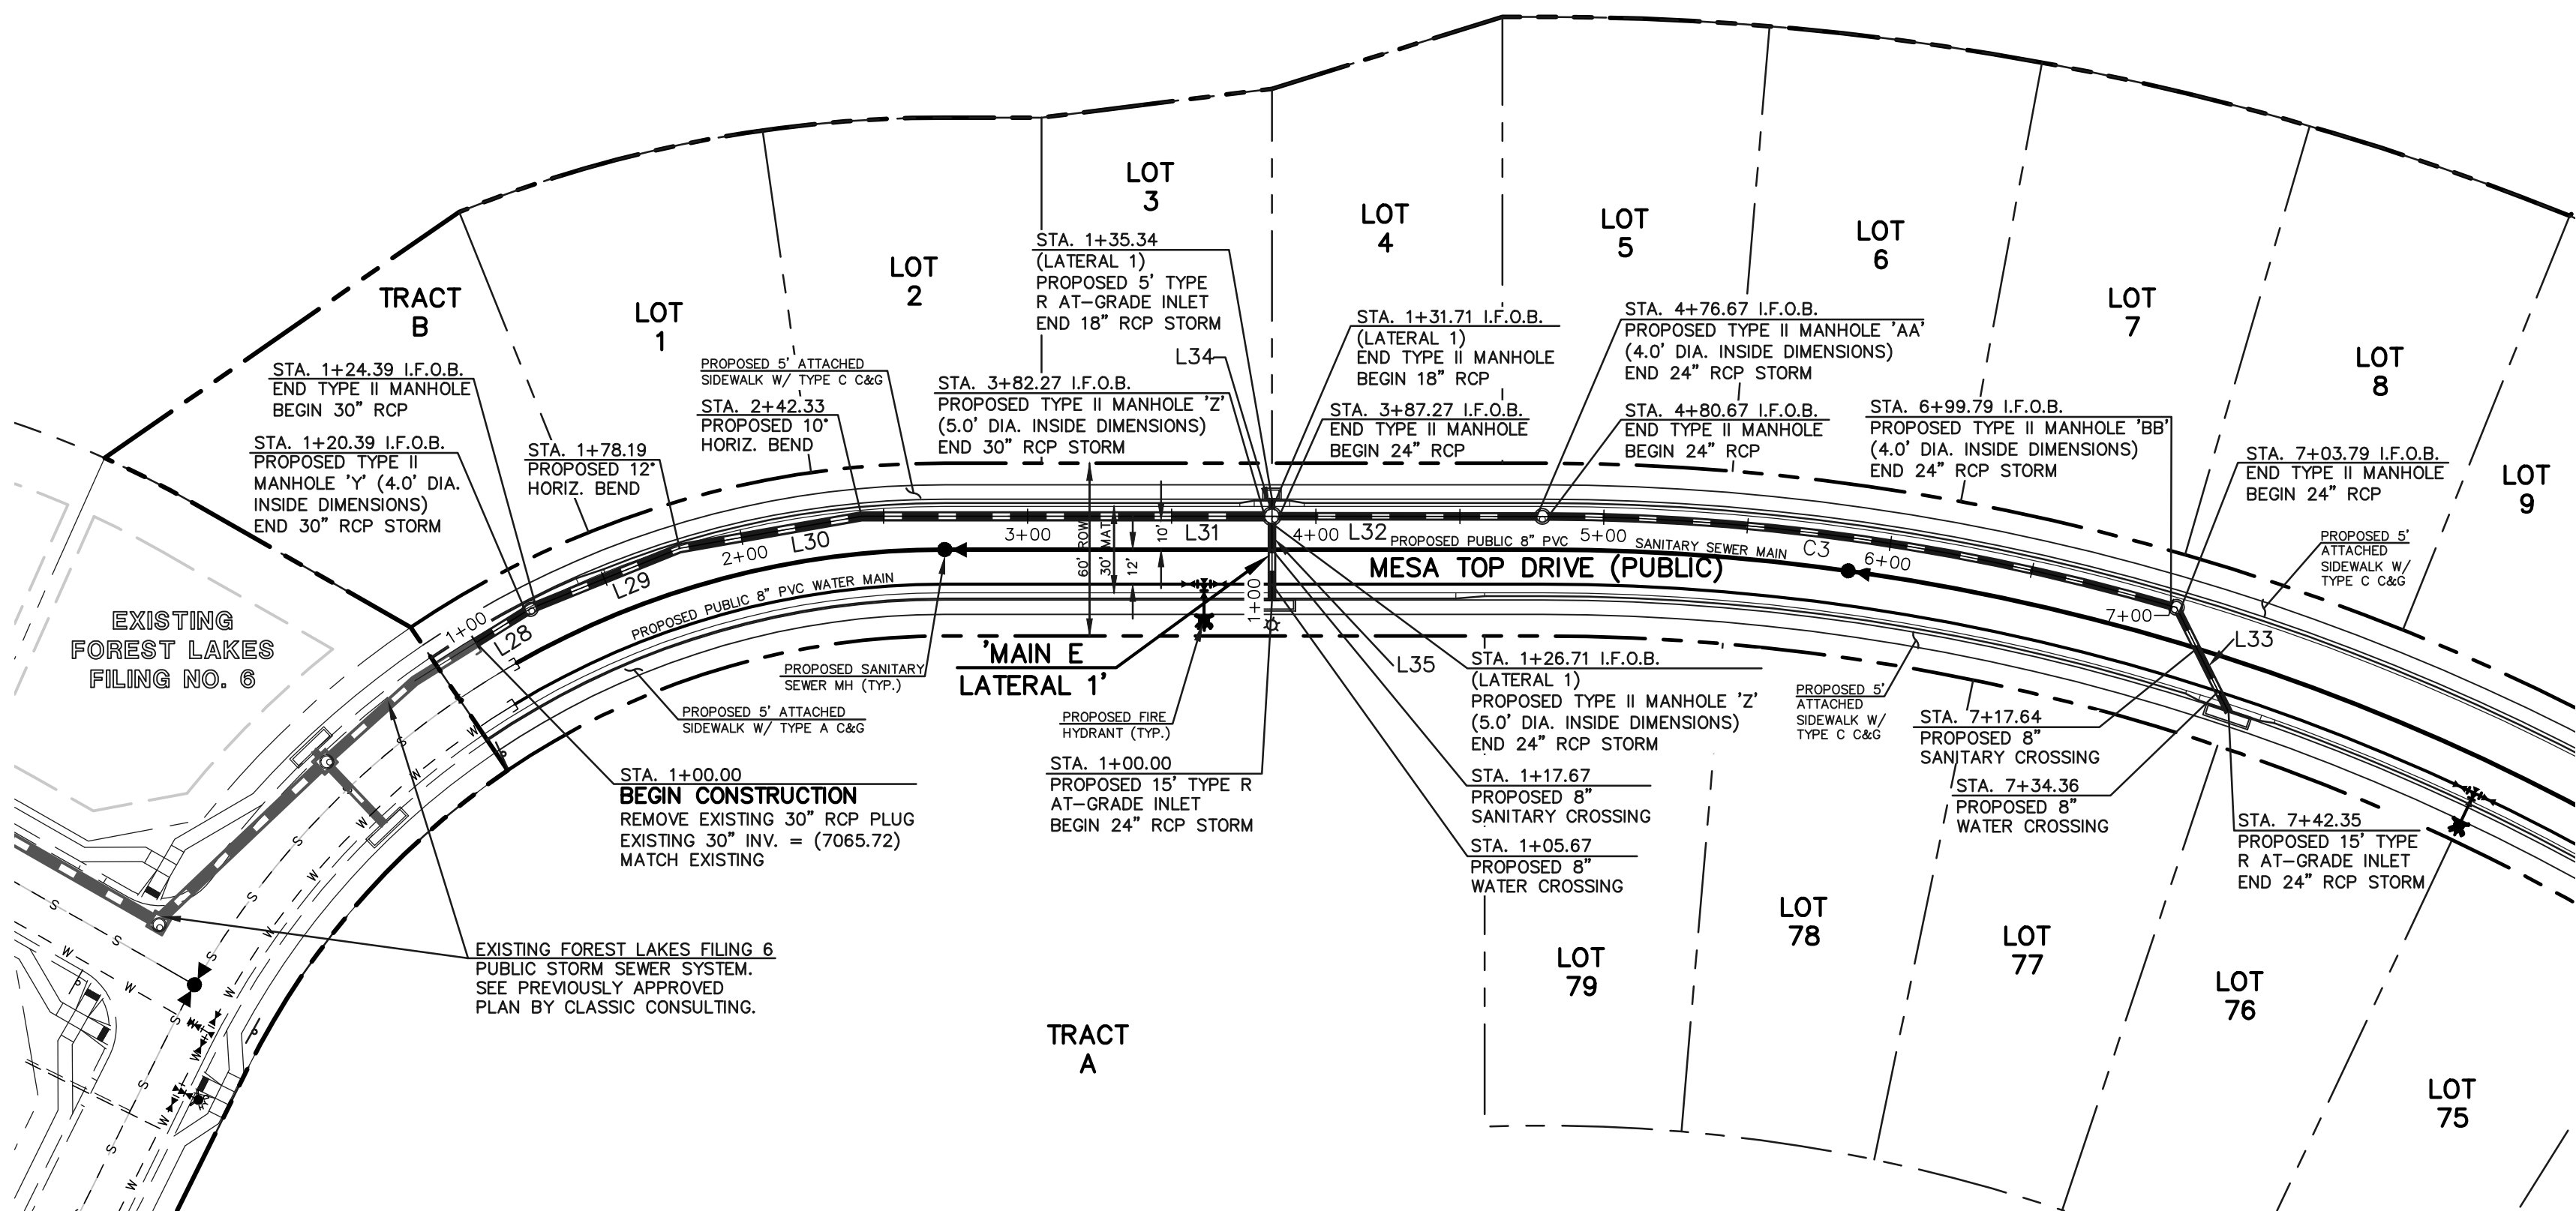 LOT
3
LOT
4
LOT
5
LOT
6
LOT
2
LOT
1
TRACT
B
LOT
7
LOT
8
LOT
9
STA. 1+35.34
(LATERAL 1)
PROPOSED 5' TYPE
R AT-GRADE INLET
END 18" RCP STORM
L34
STA. 1+31.71 I.F.O.B.
(LATERAL 1)
END TYPE II MANHOLE
BEGIN 18" RCP
STA. 4+76.67 I.F.O.B.
PROPOSED TYPE II MANHOLE 'AA'
(4.0' DIA. INSIDE DIMENSIONS)
END 24" RCP STORM
STA. 1+24.39 I.F.O.B.
END TYPE II MANHOLE
BEGIN 30" RCP
PROPOSED 5' ATTACHED
SIDEWALK W/ TYPE C C&G
STA. 3+82.27 I.F.O.B.
PROPOSED TYPE II MANHOLE 'Z'
(5.0' DIA. INSIDE DIMENSIONS)
END 30" RCP STORM
STA. 3+87.27 I.F.O.B.
END TYPE II MANHOLE
BEGIN 24" RCP
STA. 4+80.67 I.F.O.B.
END TYPE II MANHOLE
BEGIN 24" RCP
STA. 6+99.79 I.F.O.B.
PROPOSED TYPE II MANHOLE 'BB'
(4.0' DIA. INSIDE DIMENSIONS)
END 24" RCP STORM
STA. 7+03.79 I.F.O.B.
END TYPE II MANHOLE
BEGIN 24" RCP
STA. 1+20.39 I.F.O.B.
PROPOSED TYPE II
MANHOLE 'Y' (4.0' DIA.
INSIDE DIMENSIONS)
END 30" RCP STORM
STA. 1+78.19
PROPOSED 12°
HORIZ. BEND
STA. 2+42.33
PROPOSED 10°
HORIZ. BEND
PROPOSED 5'
ATTACHED
SIDEWALK W/
TYPE C C&G
1+00
L28
L29
2+00
L30
3+00
60' ROW
30' MAT
12'
10'
L31
4+00
L32
5+00
C3
6+00
7+00
L33
PROPOSED PUBLIC 8" PVC
SANITARY SEWER MAIN
MESA TOP DRIVE (PUBLIC)
PROPOSED PUBLIC 8" PVC WATER MAIN
1+00
EXISTING
FOREST LAKES
FILING NO. 6
'MAIN E
LATERAL 1'
L35
PROPOSED SANITARY
SEWER MH (TYP.)
PROPOSED 5' ATTACHED
SIDEWALK W/ TYPE A C&G
PROPOSED FIRE
HYDRANT (TYP.)
STA. 1+26.71 I.F.O.B.
(LATERAL 1)
PROPOSED TYPE II MANHOLE 'Z'
(5.0' DIA. INSIDE DIMENSIONS)
END 24" RCP STORM
PROPOSED 5'
ATTACHED
SIDEWALK W/
TYPE C C&G
STA. 7+17.64
PROPOSED 8"
SANITARY CROSSING
STA. 7+34.36
PROPOSED 8"
WATER CROSSING
STA. 1+00.00
BEGIN CONSTRUCTION
REMOVE EXISTING 30" RCP PLUG
EXISTING 30" INV. = (7065.72)
MATCH EXISTING
STA. 1+00.00
PROPOSED 15' TYPE R
AT-GRADE INLET
BEGIN 24" RCP STORM
STA. 1+17.67
PROPOSED 8"
SANITARY CROSSING
STA. 1+05.67
PROPOSED 8"
WATER CROSSING
STA. 7+42.35
PROPOSED 15' TYPE
R AT-GRADE INLET
END 24" RCP STORM
EXISTING FOREST LAKES FILING 6
PUBLIC STORM SEWER SYSTEM.
SEE PREVIOUSLY APPROVED
PLAN BY CLASSIC CONSULTING.
TRACT
A
LOT
79
LOT
78
LOT
77
LOT
76
LOT
75
S
S
S
S
S
S
S
S
S
W
W
W
W
W
W
W
W
W
W
W
W
W